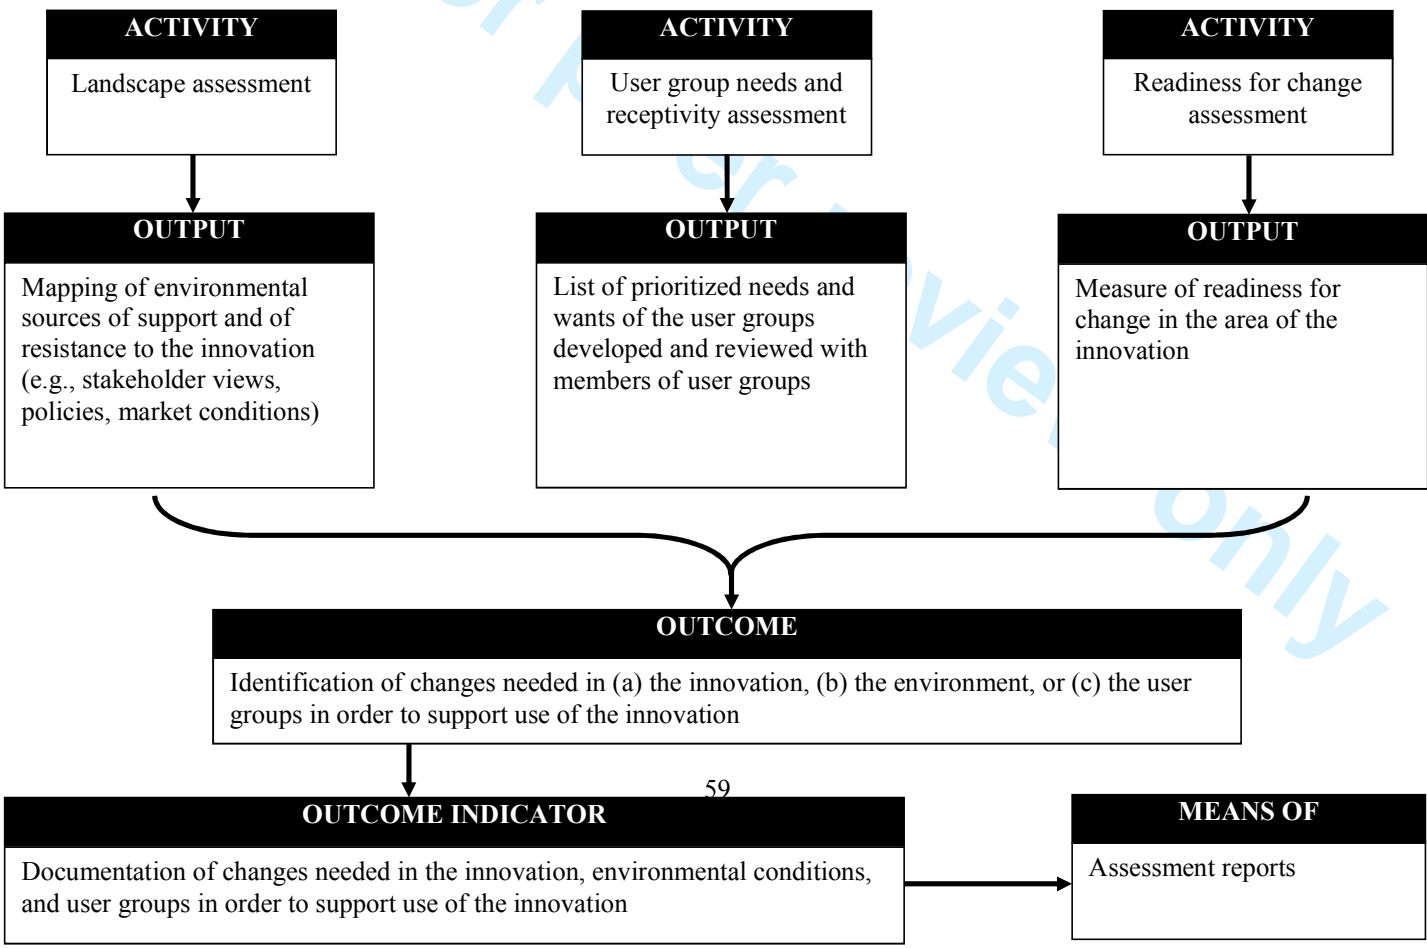 ACTIVITY
Landscape assessment
ACTIVITY
User group needs and
receptivity assessment
ACTIVITY
Readiness for change
assessment
OUTPUT
Mapping of environmental
sources of support and of
resistance to the innovation
(e.g., stakeholder views,
policies, market conditions)
OUTPUT
List of prioritized needs and
wants of the user groups
developed and reviewed with
members of user groups
OUTPUT
Measure of readiness for
change in the area of the
innovation
OUTCOME
Identification of changes needed in (a) the innovation, (b) the environment, or (c) the user
groups in order to support use of the innovation
59
OUTCOME INDICATOR
Documentation of changes needed in the innovation, environmental conditions,
and user groups in order to support use of the innovation
MEANS OF
Assessment reports
only